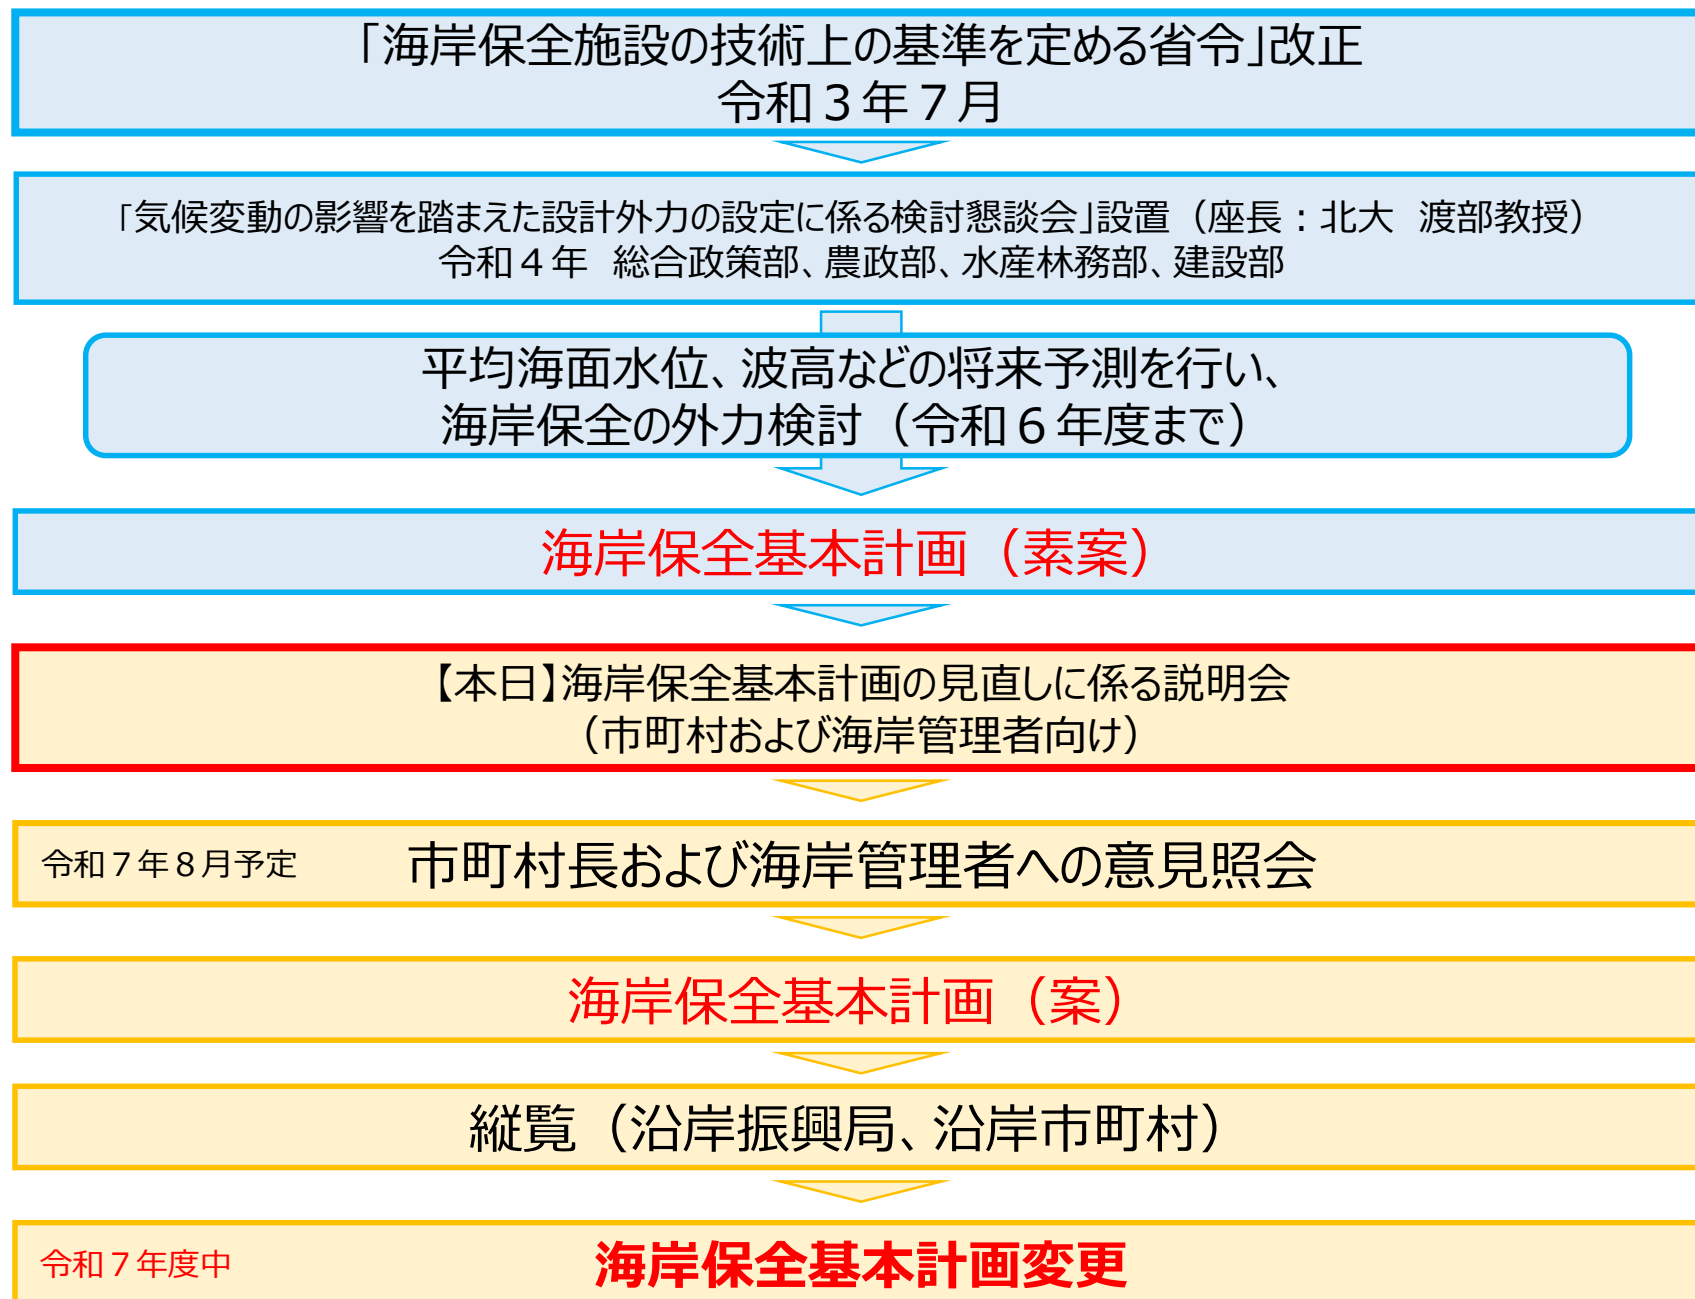 「海岸保全施設の技術上の基準を定める省令」改正
令和３年７月
「気候変動の影響を踏まえた設計外力の設定に係る検討懇談会」設置（座長：北大　渡部教授）
令和４年　総合政策部、農政部、水産林務部、建設部
平均海面水位、波高などの将来予測を行い、
海岸保全の外力検討（令和６年度まで）
海岸保全基本計画（素案）
【本日】海岸保全基本計画の見直しに係る説明会
（市町村および海岸管理者向け）
令和７年８月予定　市町村長および海岸管理者への意見照会
海岸保全基本計画（案）
縦覧（沿岸振興局、沿岸市町村）
令和７年度中　海岸保全基本計画変更